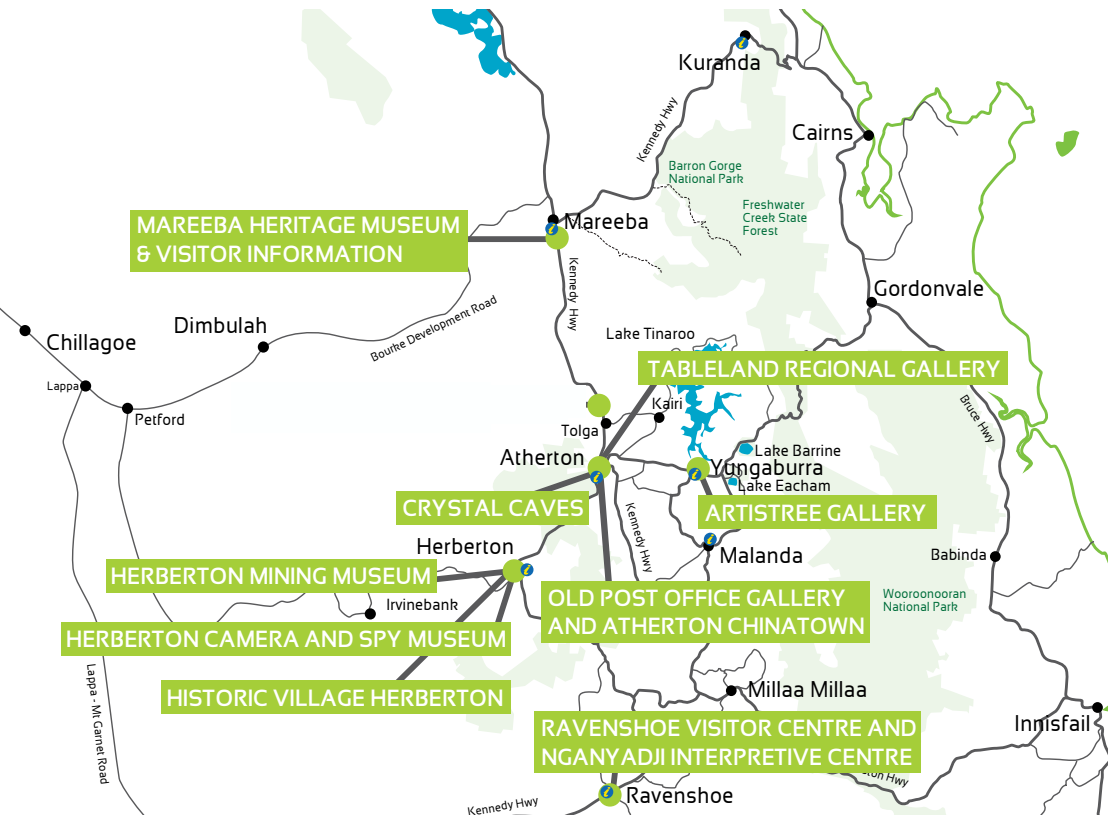 Kuranda
Kennedy Hwy
Cairns
Barron Gorge
National Park
Freshwater
Creek State
Forest
MAREEBA HERITAGE MUSEUM
& VISITOR INFORMATION
Mareeba
Kennedy Hwy
Gordonvale
Chillagoe
Dimbulah
Bourke Development Road
Lake Tinaroo
TABLELAND REGIONAL GALLERY
Lappa
Petford
Kairi
Tolga
Bruce Hwy
Atherton
Lake Barrine
Yungaburra
Lake Eacham
CRYSTAL CAVES
ARTISTREE GALLERY
Kennedy Hwy
Herberton
Malanda
Babinda
HERBERTON MINING MUSEUM
Irvinebank
OLD POST OFFICE GALLERY
AND ATHERTON CHINATOWN
Wooroonooran
National Park
HERBERTON CAMERA AND SPY MUSEUM
Lappa - Mt Garnet Road
HISTORIC VILLAGE HERBERTON
Millaa Millaa
Innisfail
RAVENSHOE VISITOR CENTRE AND
NGANYADJI INTERPRETIVE CENTRE
Hwy
Ravenshoe
Kennedy Hwy